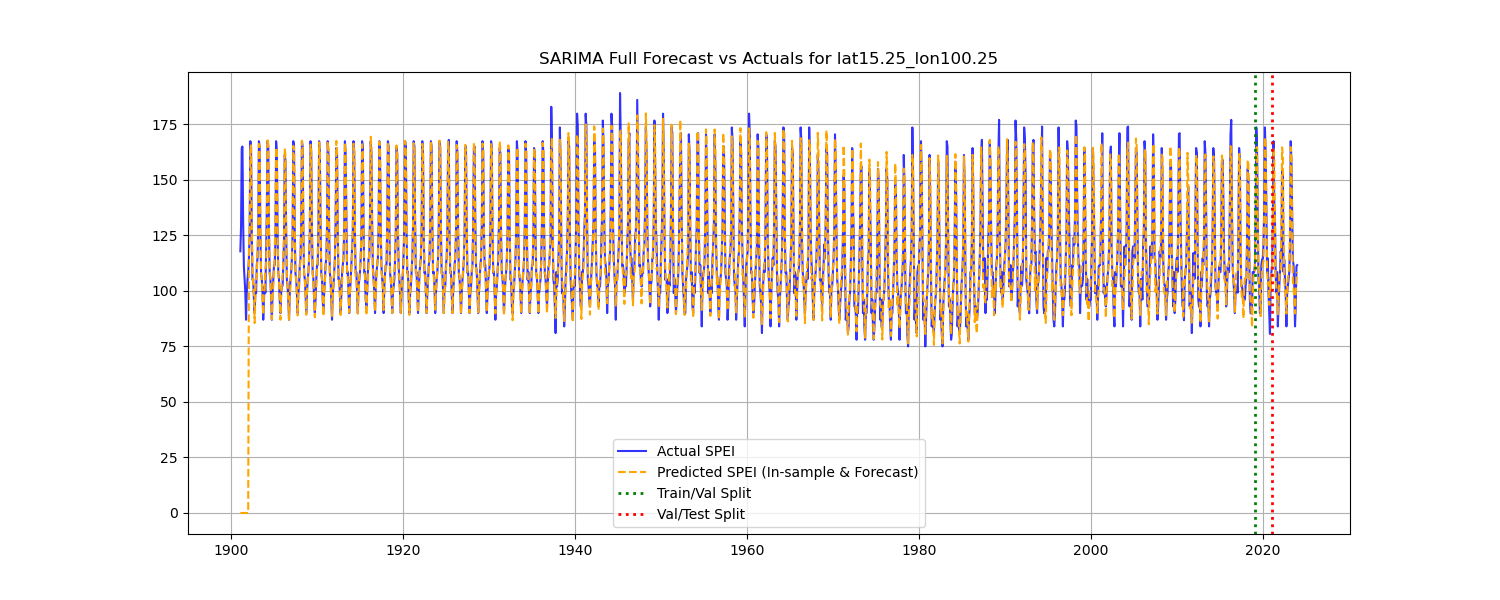 SARIMA Full Forecast vs Actuals for lat15.25_lon100.25
175
150
125
100
75
50
25
0
Actual SPEI
Predicted SPEI (In-sample & Forecast)
Train/Val Split
Val/Test Split
1900 1920 1940 1960 1980 2000 2020